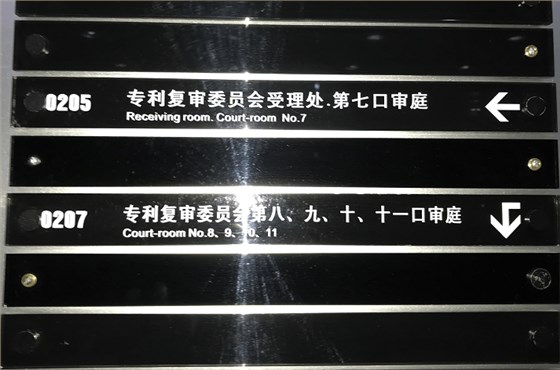 0205 专利复审委员会受理处.第七口审庭
Receiving room. Court-room No.7
0207 专利复审委员会第八、九、十、十一口审庭
Court-room No.8、9、10、11